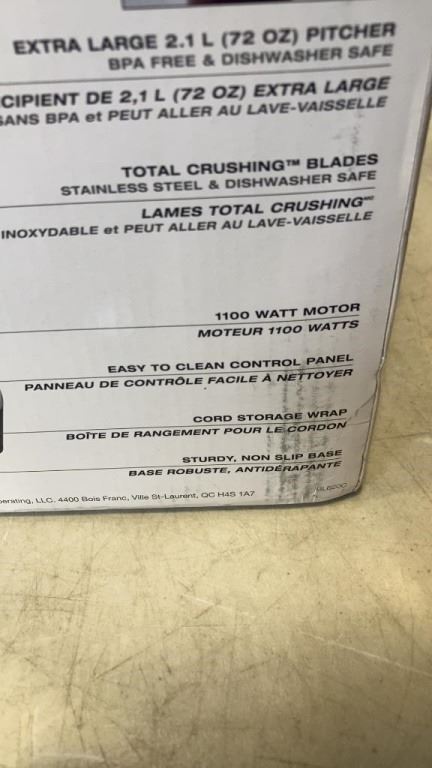 EXTRA LARGE 2.1 L (72 OZ) PITCHER
BPA FREE & DISHWASHER SAFE
CIPIENT DE 2,1 L (72 OZ) EXTRA LARGE
SANS BPA et PEUT ALLER AU LAVE-VAISSELLE
TOTAL CRUSHING™ BLADES
STAINLESS STEEL & DISHWASHER SAFE
LAMES TOTAL CRUSHING
INOXYDABLE et PEUT ALLER AU LAVE-VAISSELLE
1100 WATT MOTOR
MOTEUR 1100 WATTS
EASY TO CLEAN CONTROL PANEL
PANNEAU DE CONTRÔLE FACILE À NETTOYER
CORD STORAGE WRAP
BOÎTE DE RANGEMENT POUR LE CORDON
STURDY, NON SLIP BASE
BASE ROBUSTE, ANTIDÉRAPANTE
perating, LLC. 4400 Bois Franc, Ville St-Laurent, QC H4S 1A7